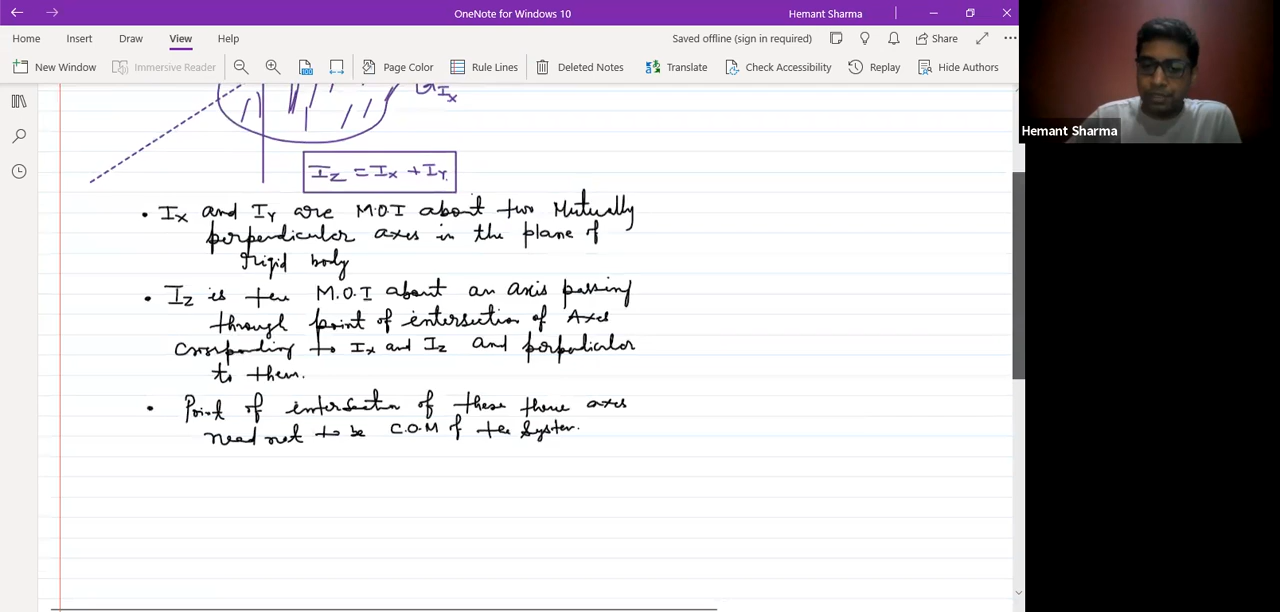 OneNote for Windows 10
Hemant Sharma
Home Insert Draw View Help
Saved offline (sign in required) Share
New Window Immersive Reader 100 Page Color Rule Lines Deleted Notes Translate Check Accessibility Replay Hide Authors
Ix
Iz = Ix + IY.
• Ix and IY are M.O.I about two Mutually
perpendicular axes in the plane of
rigid body
• Iz is the M.O.I about an axis passing
through point of intersection of Axes
to Ix and Iz and
to them.
• Point of intersection of these three axes
need not to be C.O.M of the System.
Hemant Sharma